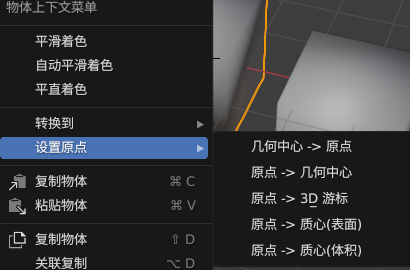 物体上下文菜单
平滑着色
自动平滑着色
平直着色
转换到
设置原点
几何中心 -> 原点
原点 -> 几何中心
原点 -> 3D 游标
原点 -> 质心(表面)
原点 -> 质心(体积)
复制物体 ⌘ C
粘贴物体 ⌘ V
复制物体 ⇧ D
关联复制 ⌥ D